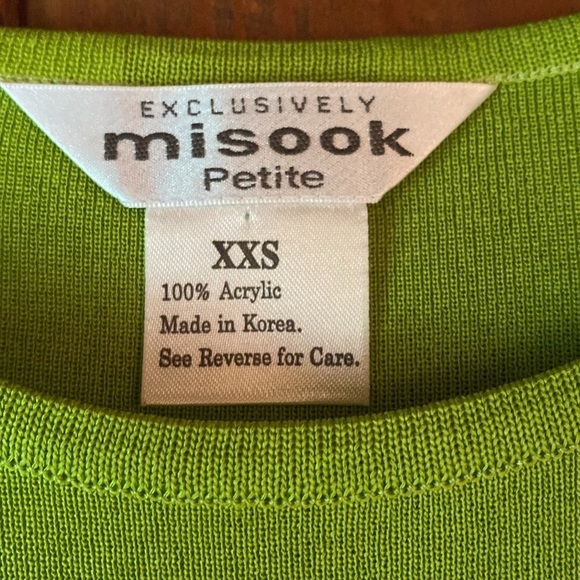 EXCLUSIVELY
misook
Petite
XXS
100% Acrylic
Made in Korea.
See Reverse for Care.